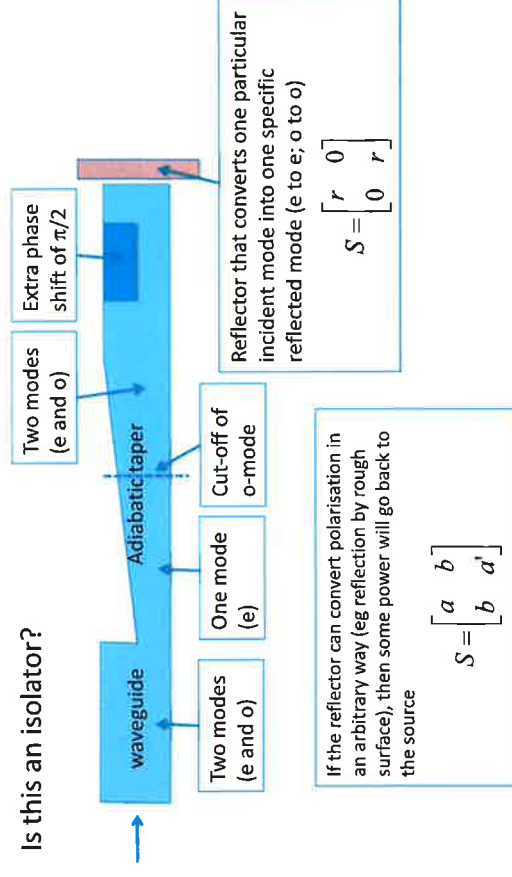 Is this an isolator?
Two modes
(e and o)
Extra phase
shift of π/2
waveguide
Adiabatic taper
Two modes
(e and o)
One mode
(e)
Cut-off of
o-mode
Reflector that converts one particular
incident mode into one specific
reflected mode (e to e; o to o)
S = [ r 0
0 r ]
If the reflector can convert polarisation in
an arbitrary way (eg reflection by rough
surface), then some power will go back to
the source
S = [ a b
b a' ]